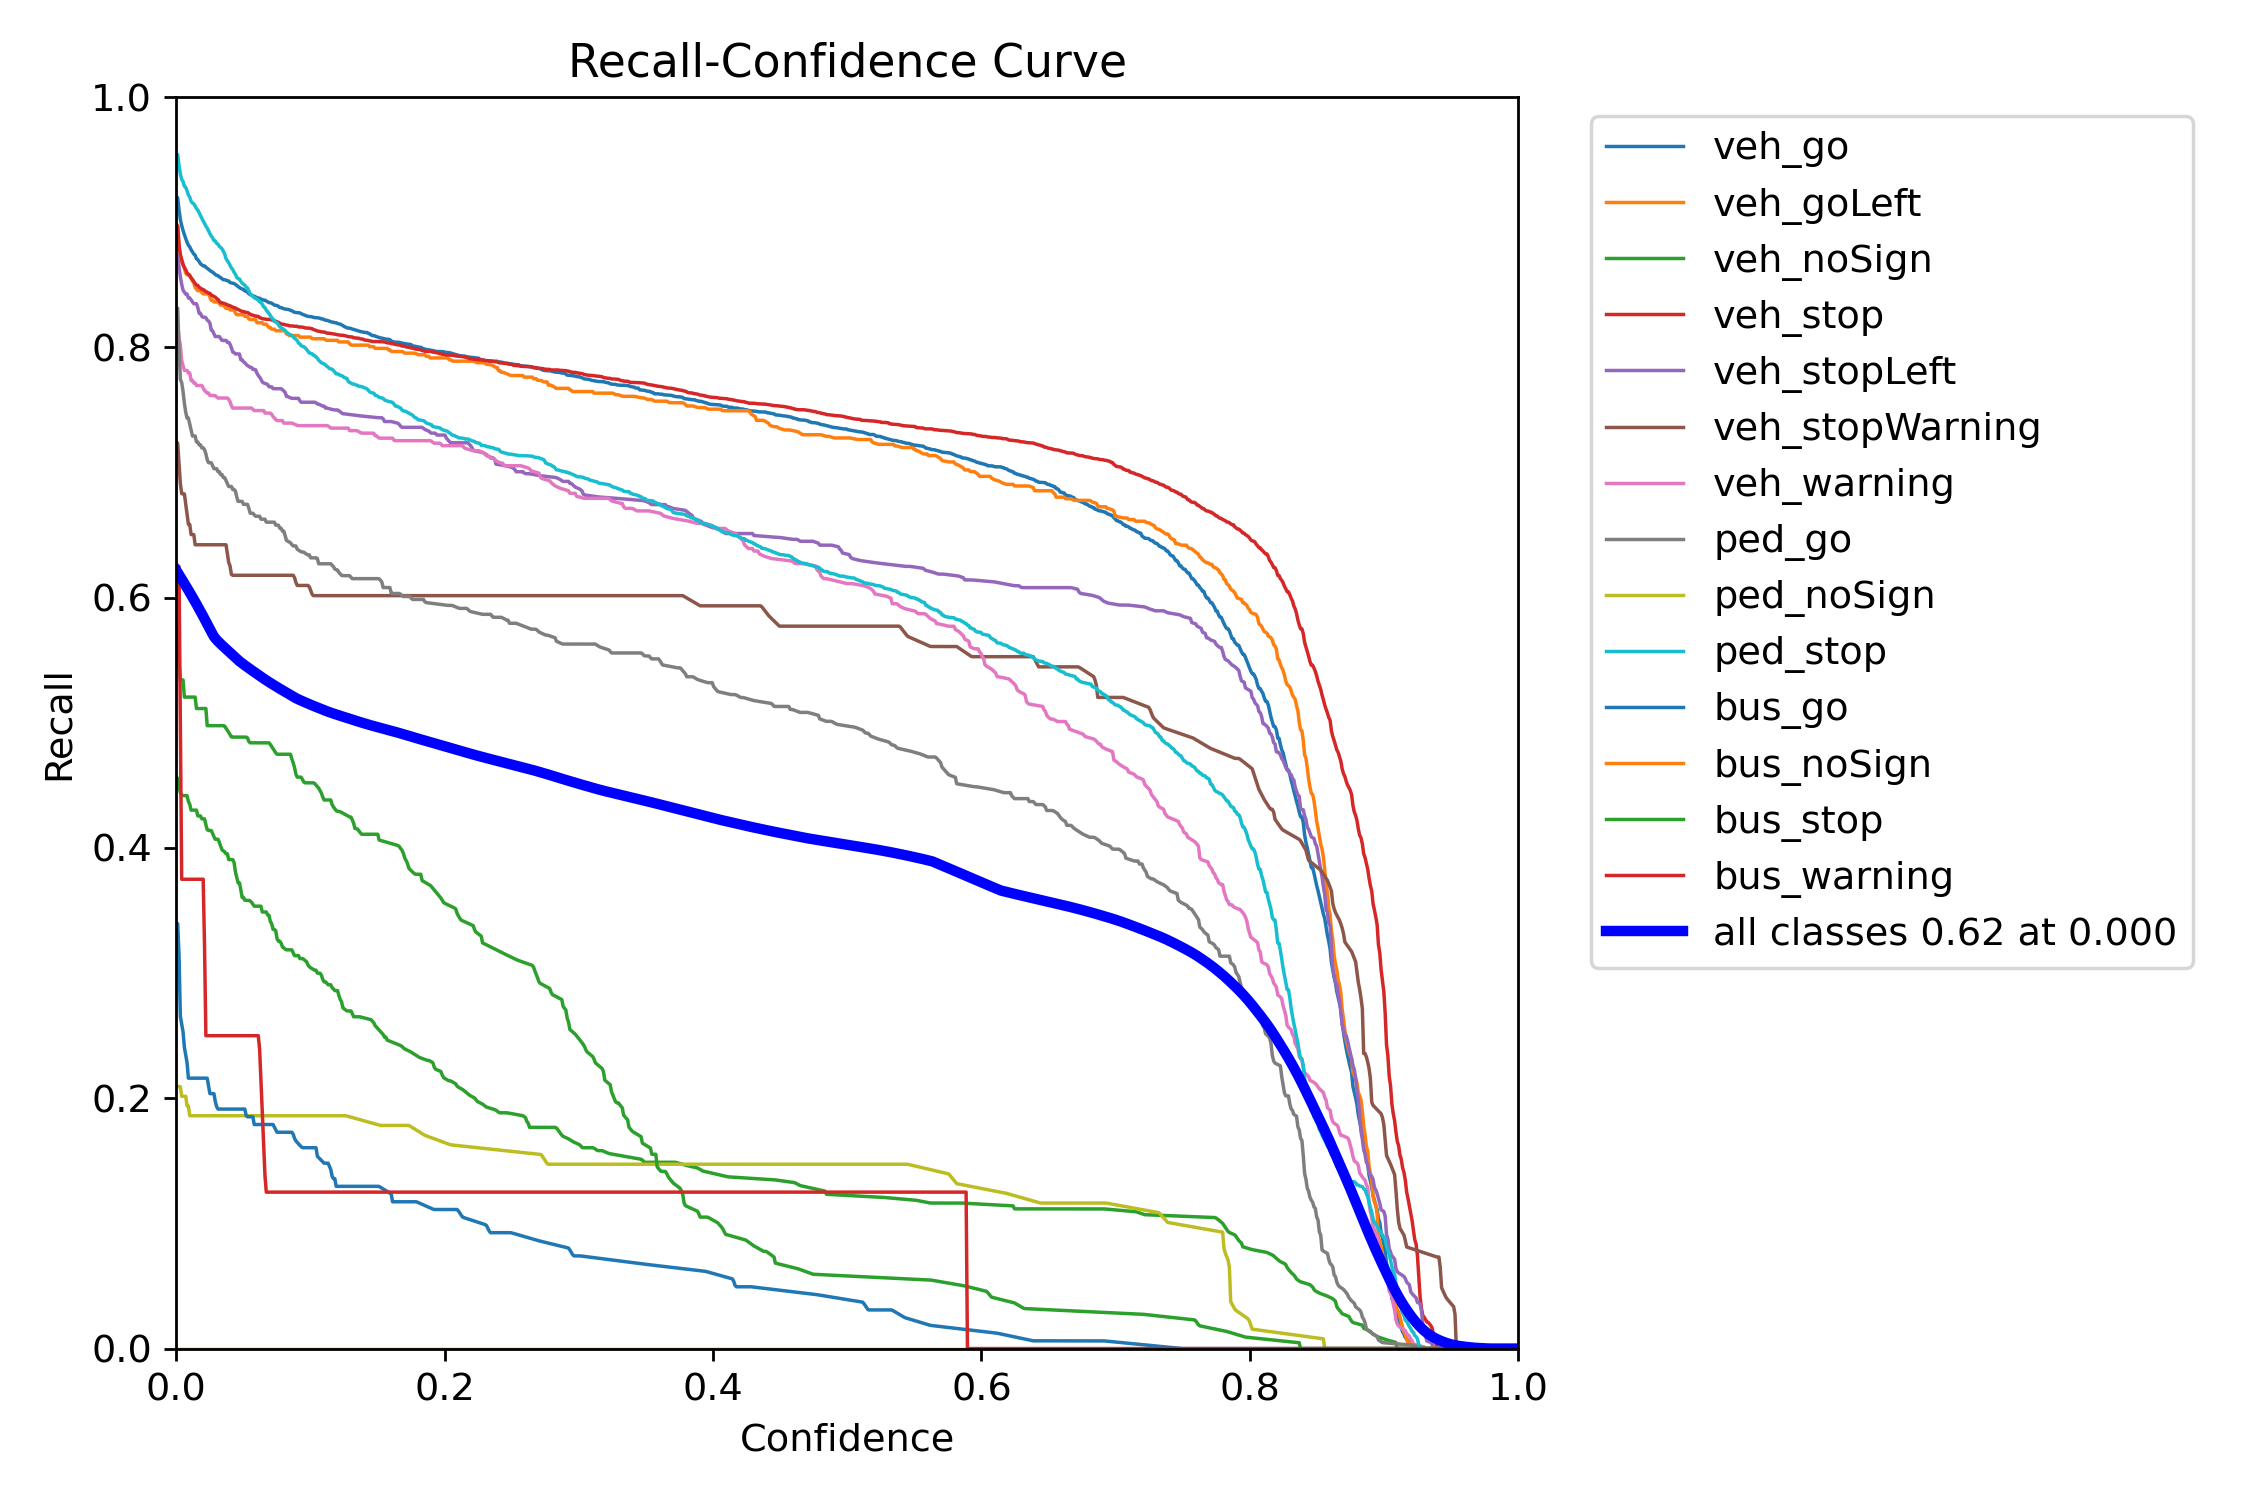 Recall-Confidence Curve
1.0
0.8
0.6
0.4
0.2
0.0
Recall
0.0 0.2 0.4 0.6 0.8 1.0
Confidence
veh_go
veh_goLeft
veh_noSign
veh_stop
veh_stopLeft
veh_stopWarning
veh_warning
ped_go
ped_noSign
ped_stop
bus_go
bus_noSign
bus_stop
bus_warning
all classes 0.62 at 0.000